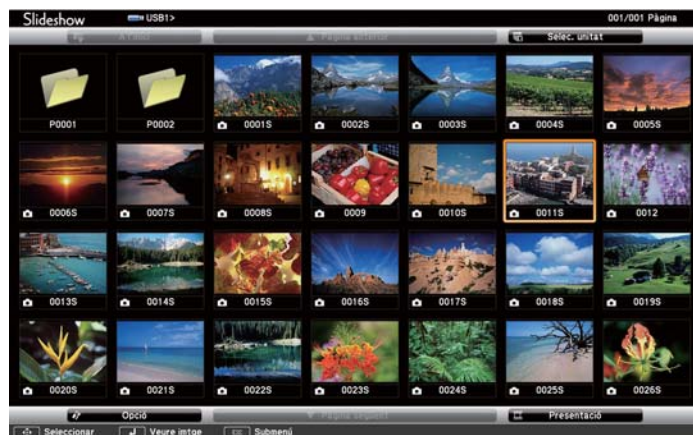 Slideshow USB1> 001/001 Pàgina
A l'inici Pàgina anterior Selec. unitat
P0001 P0002 0001S 0002S 0003S 0004S 0005S
0006S 0007S 0008S 0009 0010S 0011S 0012
0013S 0014S 0015S 0016S 0017S 0018S 0019S
0020S 0021S 0022S 0023S 0024S 0025S 0026S
Opció Pàgina següent Presentació
Seleccionar Veure imtge Esc Submenú